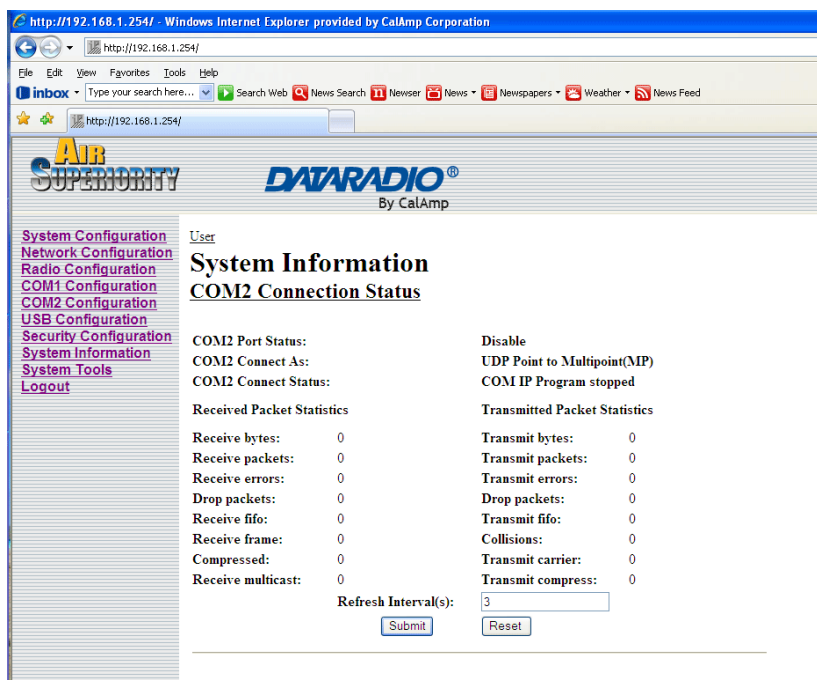 http://192.168.1.254/ - Windows Internet Explorer provided by CalAmp Corporation
http://192.168.1.254/
File Edit View Favorites Tools Help
inbox Type your search here... Search Web News Search Newser News Newspapers Weather News Feed
http://192.168.1.254/
AIR
SUPERIORITY
DATARADIO®
By CalAmp
System Configuration
Network Configuration
Radio Configuration
COM1 Configuration
COM2 Configuration
USB Configuration
Security Configuration
System Information
System Tools
Logout
User
System Information
COM2 Connection Status
COM2 Port Status: Disable
COM2 Connect As: UDP Point to Multipoint(MP)
COM2 Connect Status: COM IP Program stopped
Received Packet Statistics Transmitted Packet Statistics
Receive bytes: 0 Transmit bytes: 0
Receive packets: 0 Transmit packets: 0
Receive errors: 0 Transmit errors: 0
Drop packets: 0 Drop packets: 0
Receive fifo: 0 Transmit fifo: 0
Receive frame: 0 Collisions: 0
Compressed: 0 Transmit carrier: 0
Receive multicast: 0 Transmit compress: 0
Refresh Interval(s): 3
Submit Reset